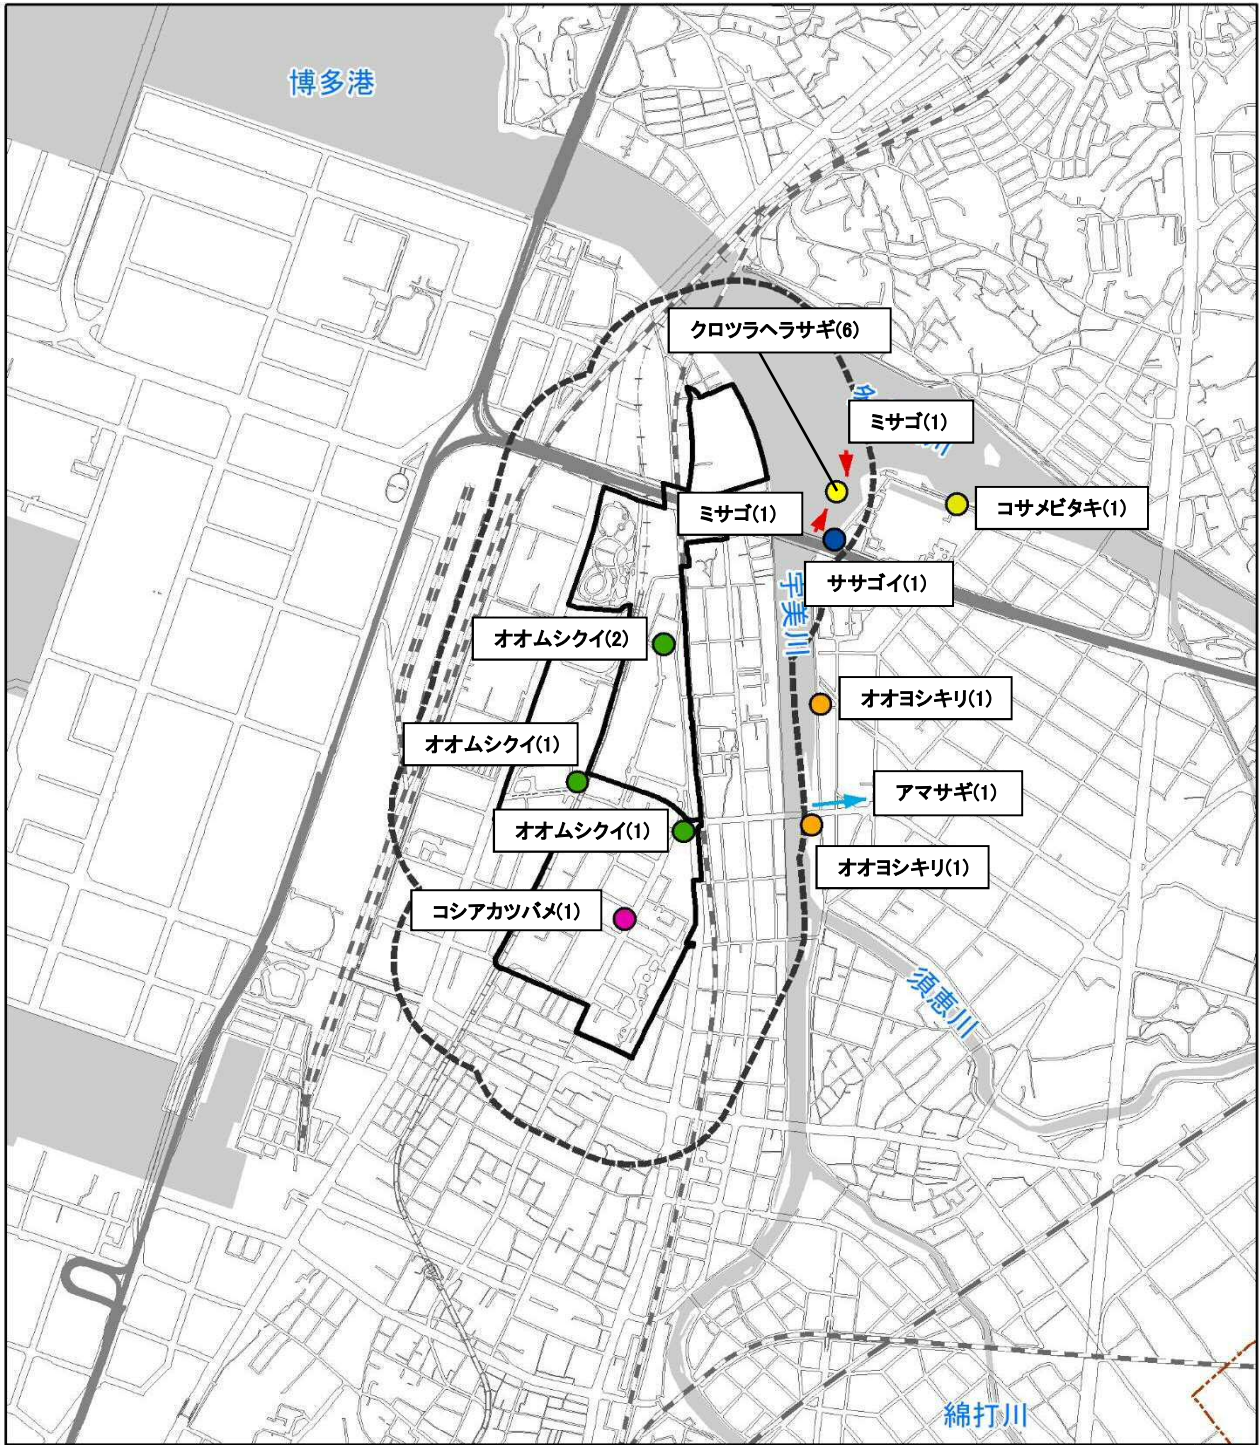 博多港
クロツラヘラサギ(6)
ミサゴ(1)
コサメビタキ(1)
ミサゴ(1)
ササゴイ(1)
宇美川
オオムシクイ(2)
オオヨシキリ(1)
オオムシクイ(1)
アマサギ(1)
オオムシクイ(1)
オオヨシキリ(1)
コシアカツバメ(1)
須恵川
綿打川